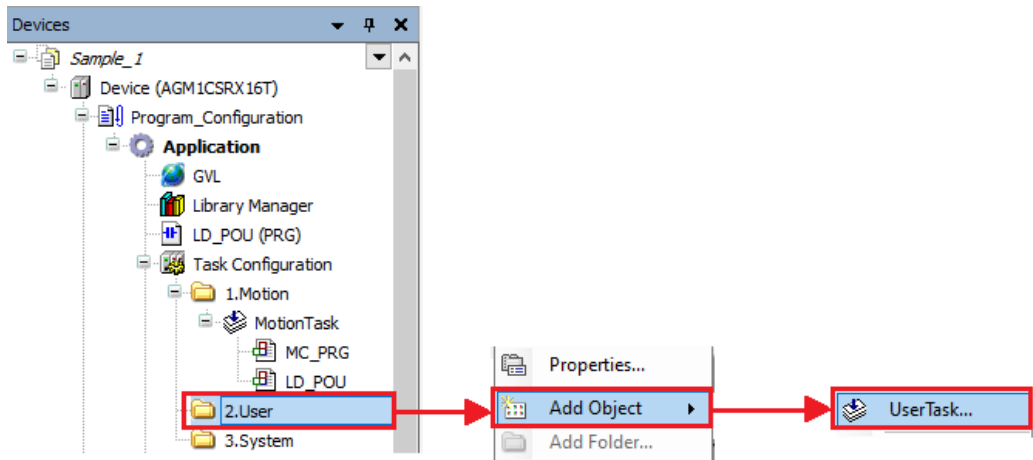 Devices
Sample_1
Device (AGM1CSRX16T)
Program_Configuration
Application
GVL
Library Manager
LD_POU (PRG)
Task Configuration
1.Motion
MotionTask
MC_PRG
LD_POU
2.User
3.System
Properties...
Add Object
Add Folder...
UserTask...